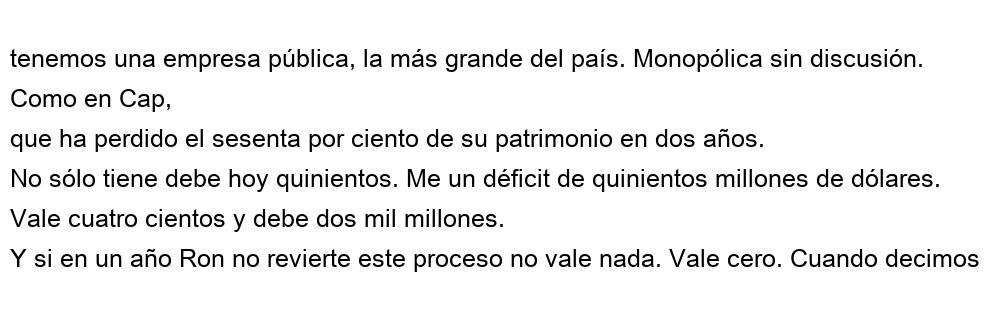 tenemos una empresa pública, la más grande del país. Monopólica sin discusión.
Como en Cap,
que ha perdido el sesenta por ciento de su patrimonio en dos años.
No sólo tiene debe hoy quinientos. Me un déficit de quinientos millones de dólares.
Vale cuatro cientos y debe dos mil millones.
Y si en un año Ron no revierte este proceso no vale nada. Vale cero. Cuando decimos